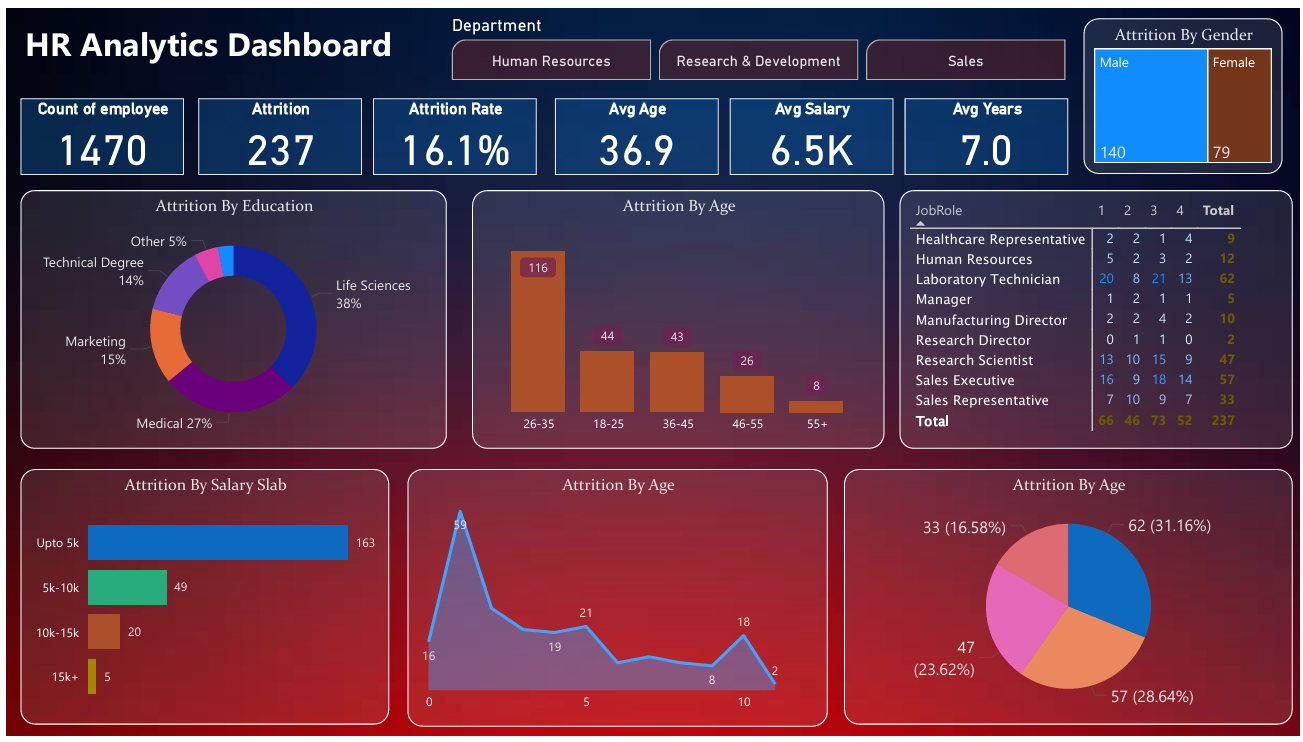 HR Analytics Dashboard
Department
Human Resources
Research & Development
Sales
Attrition By Gender
Male
Female
140
79
Count of employee
1470
Attrition
237
Attrition Rate
16.1%
Avg Age
36.9
Avg Salary
6.5K
Avg Years
7.0
Attrition By Education
Other 5%
Technical Degree
14%
Life Sciences
38%
Marketing
15%
Medical 27%
Attrition By Age
116
44
43
26
8
26-35
18-25
36-45
46-55
55+
JobRole 1 2 3 4 Total
Healthcare Representative 2 2 1 4 9
Human Resources 5 2 3 2 12
Laboratory Technician 20 8 21 13 62
Manager 1 2 1 1 5
Manufacturing Director 2 2 4 2 10
Research Director 0 1 1 0 2
Research Scientist 13 10 15 9 47
Sales Executive 16 9 18 14 57
Sales Representative 7 10 9 7 33
Total 66 46 73 52 237
Attrition By Salary Slab
Upto 5k 163
5k-10k 49
10k-15k 20
15k+ 5
Attrition By Age
59
16
19
21
8
18
2
0
5
10
Attrition By Age
33 (16.58%)
62 (31.16%)
47
(23.62%)
57 (28.64%)